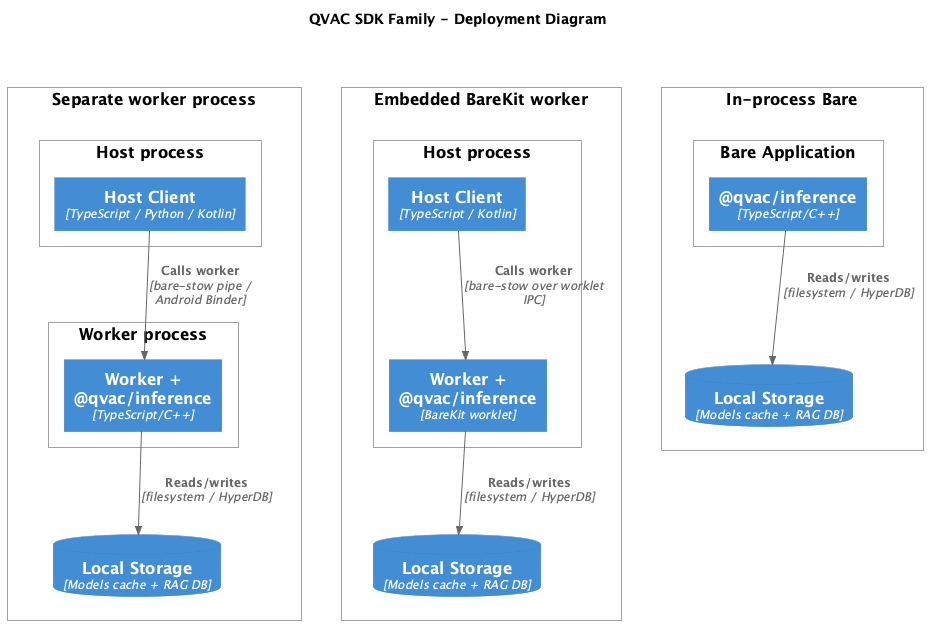 QVAC SDK Family – Deployment Diagram
Separate worker process
Host process
Host Client
[TypeScript / Python / Kotlin]
Calls worker
[bare-stow pipe /
Android Binder]
Worker process
Worker +
@qvac/inference
[TypeScript/C++]
Reads/writes
[filesystem / HyperDB]
Local Storage
[Models cache + RAG DB]
Embedded BareKit worker
Host process
Host Client
[TypeScript / Kotlin]
Calls worker
[bare-stow over worklet
IPC]
Worker +
@qvac/inference
[BareKit worklet]
Reads/writes
[filesystem / HyperDB]
Local Storage
[Models cache + RAG DB]
In-process Bare
Bare Application
@qvac/inference
[TypeScript/C++]
Reads/writes
[filesystem / HyperDB]
Local Storage
[Models cache + RAG DB]